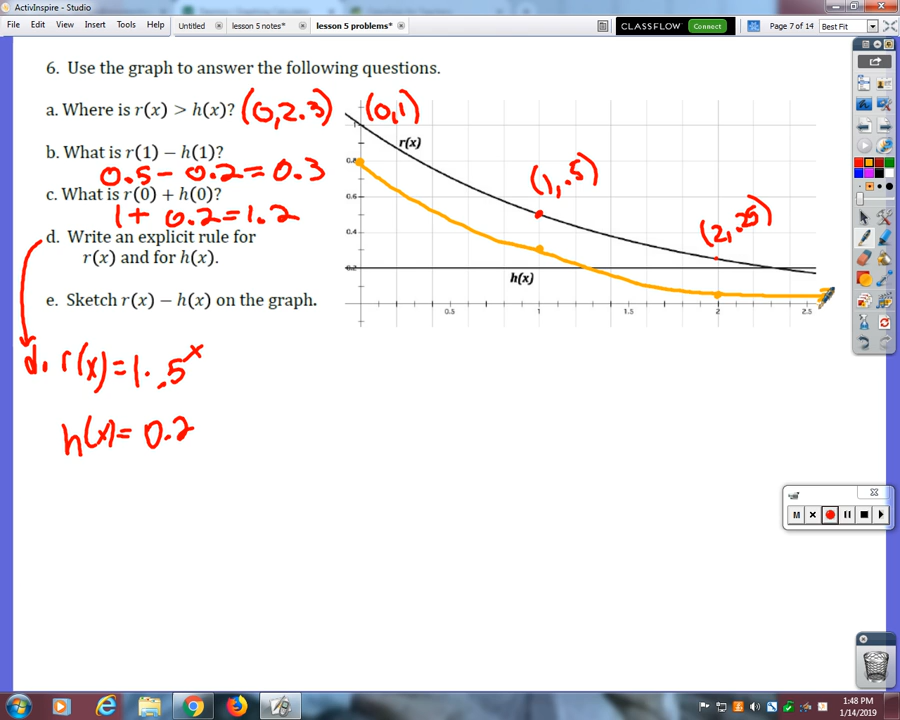 ActivInspire - Studio
File Edit View Insert Tools Help
Untitled
lesson 5 notes*
lesson 5 problems*
CLASSFLOW
Connect
Page 7 of 14
Best Fit
6. Use the graph to answer the following questions.
a. Where is r(x) > h(x)? (0,2.3)
b. What is r(1) − h(1)?
0.5 - 0.2 = 0.3
c. What is r(0) + h(0)?
1 + 0.2 = 1.2
d. Write an explicit rule for
r(x) and for h(x).
e. Sketch r(x) − h(x) on the graph.
d. r(x) = 1 · .5^x
h(x) = 0.2
(0,1)
r(x)
(1,.5)
(2,.25)
h(x)
1
0.8
0.6
0.4
0.2
0.5 1 1.5 2 2.5
M
1:48 PM
1/14/2019